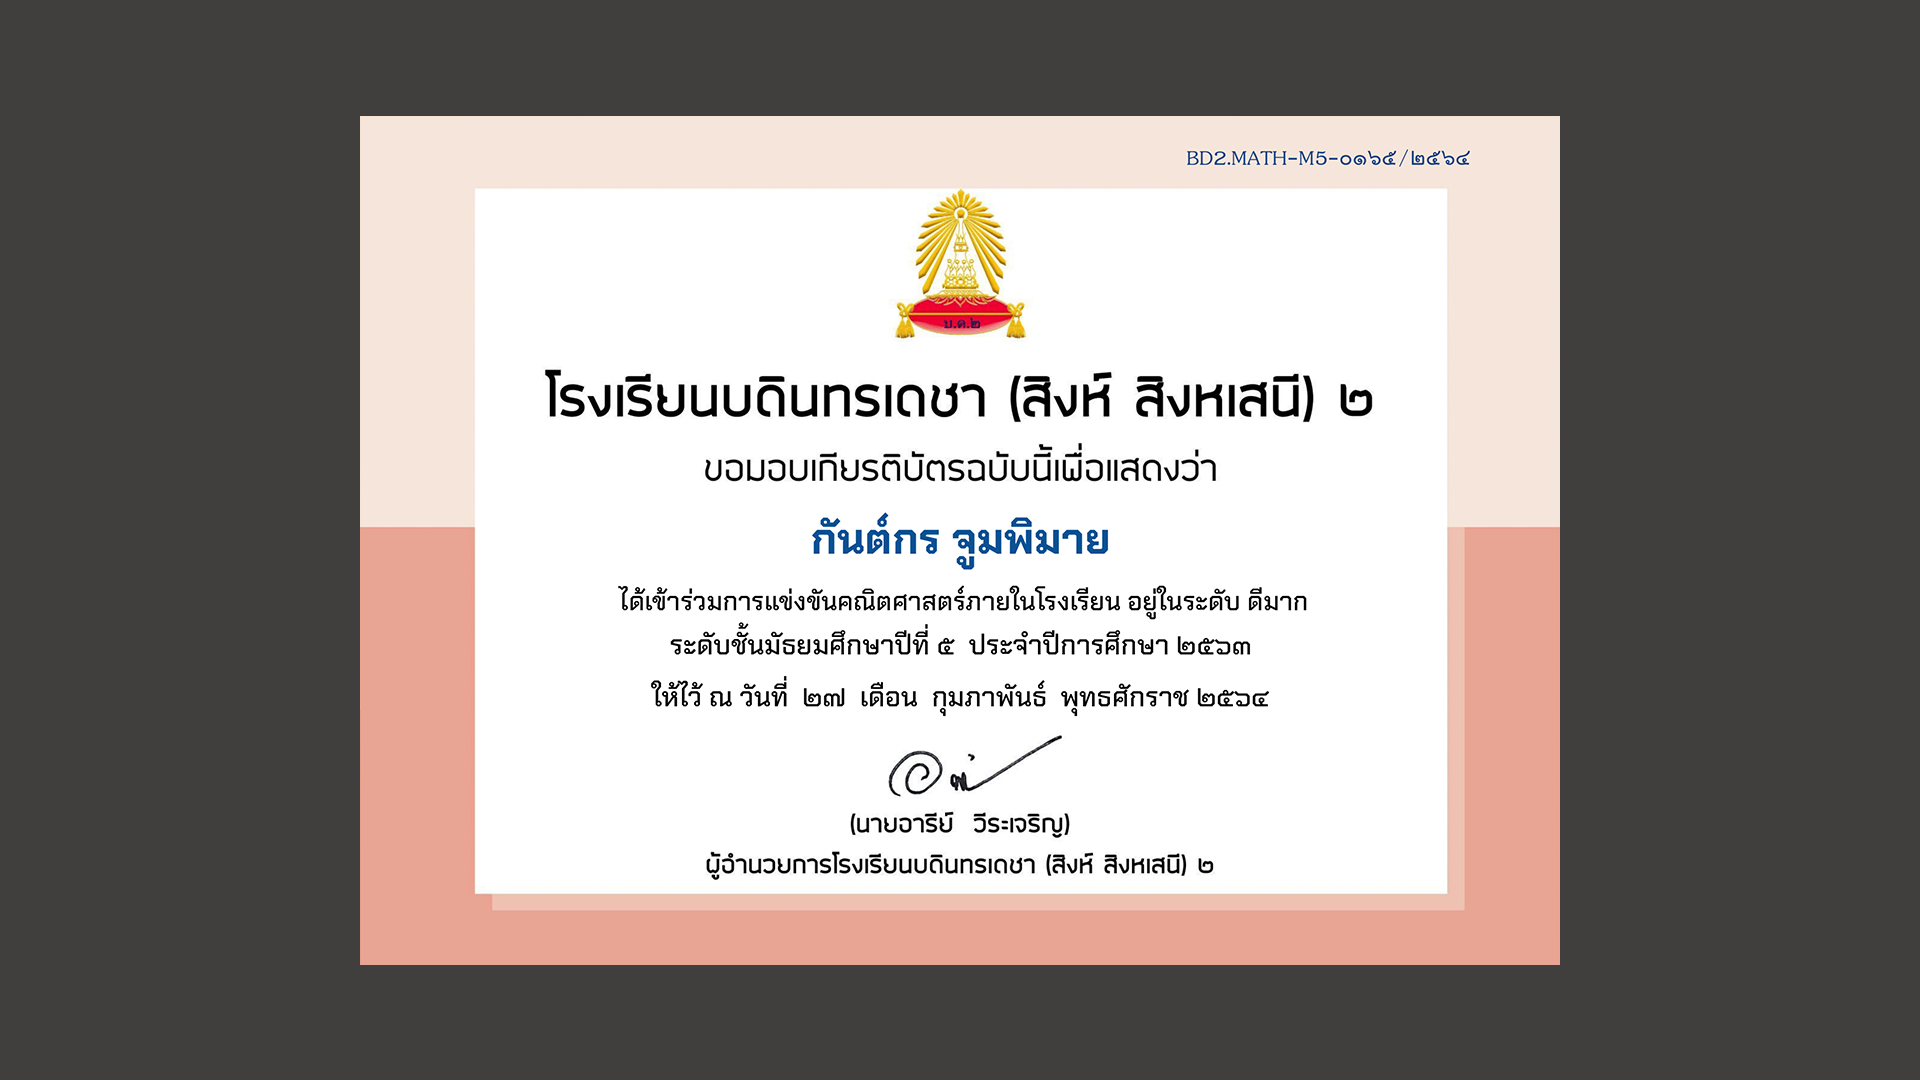 BD2.MATH-M5-๐๑๖๕/๒๕๖๔
บ.ด.๒
โรงเรียนบดินทรเดชา (สิงห์ สิงหเสนี) ๒
ขอมอบเกียรติบัตรฉบับนี้เพื่อแสดงว่า
กันต์กร จูมพิมาย
ได้เข้าร่วมการแข่งขันคณิตศาสตร์ภายในโรงเรียน อยู่ในระดับ ดีมาก
ระดับชั้นมัธยมศึกษาปีที่ ๕ ประจำปีการศึกษา ๒๕๖๓
ให้ไว้ ณ วันที่ ๒๗ เดือน กุมภาพันธ์ พุทธศักราช ๒๕๖๔
(นายอารีย์ วีระเจริญ)
ผู้อำนวยการโรงเรียนบดินทรเดชา (สิงห์ สิงหเสนี) ๒